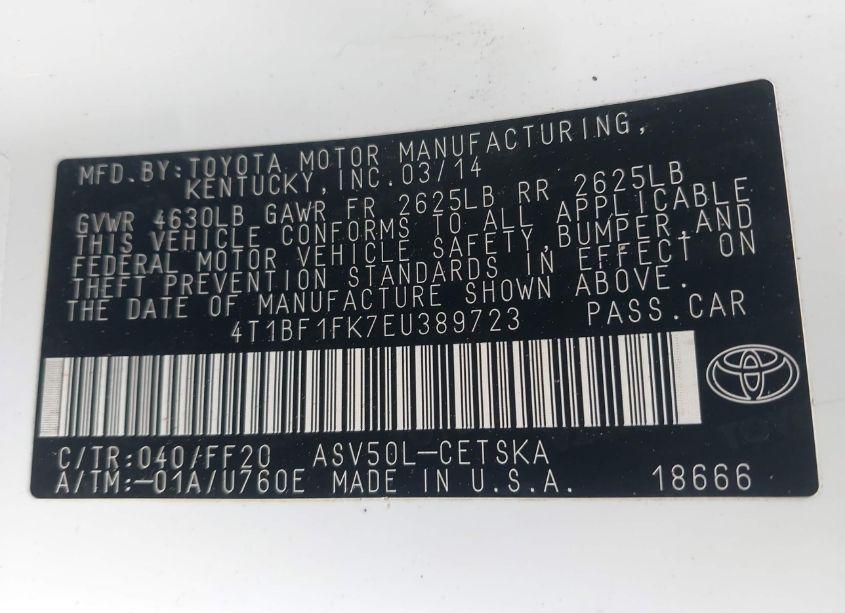 MFD. BY: TOYOTA MOTOR MANUFACTURING,
KENTUCKY, INC. 03/14
GVWR 4630LB GAWR FR 2625LB RR 2625LB
THIS VEHICLE CONFORMS TO ALL APPLICABLE
FEDERAL MOTOR VEHICLE SAFETY, BUMPER, AND
THEFT PREVENTION STANDARDS IN EFFECT ON
THE DATE OF MANUFACTURE SHOWN ABOVE.
4T1BF1FK7EU389723 PASS. CAR
C/TR: 040/FF20 ASV50L-CETSKA
A/TM: -01A/U760E MADE IN U.S.A. 18666